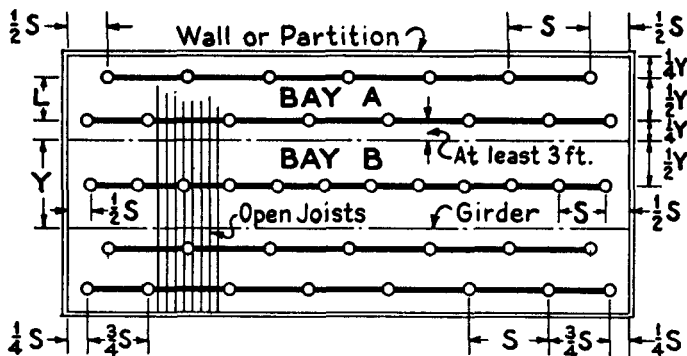 ½S
Wall or Partition
S
½S
¼Y
L
BAY A
½Y
¼Y
At least 3 ft.
Y
BAY B
½Y
½S
Open Joists
Girder
S
½S
¼S
¾S
S
¾S
¼S